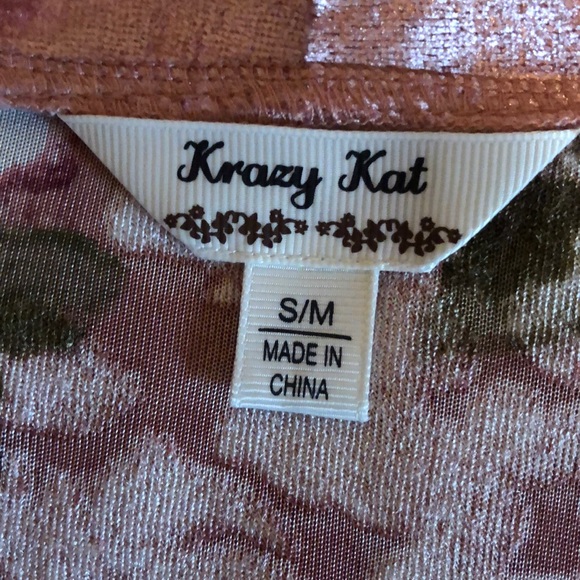 Krazy Kat
S/M
MADE IN
CHINA